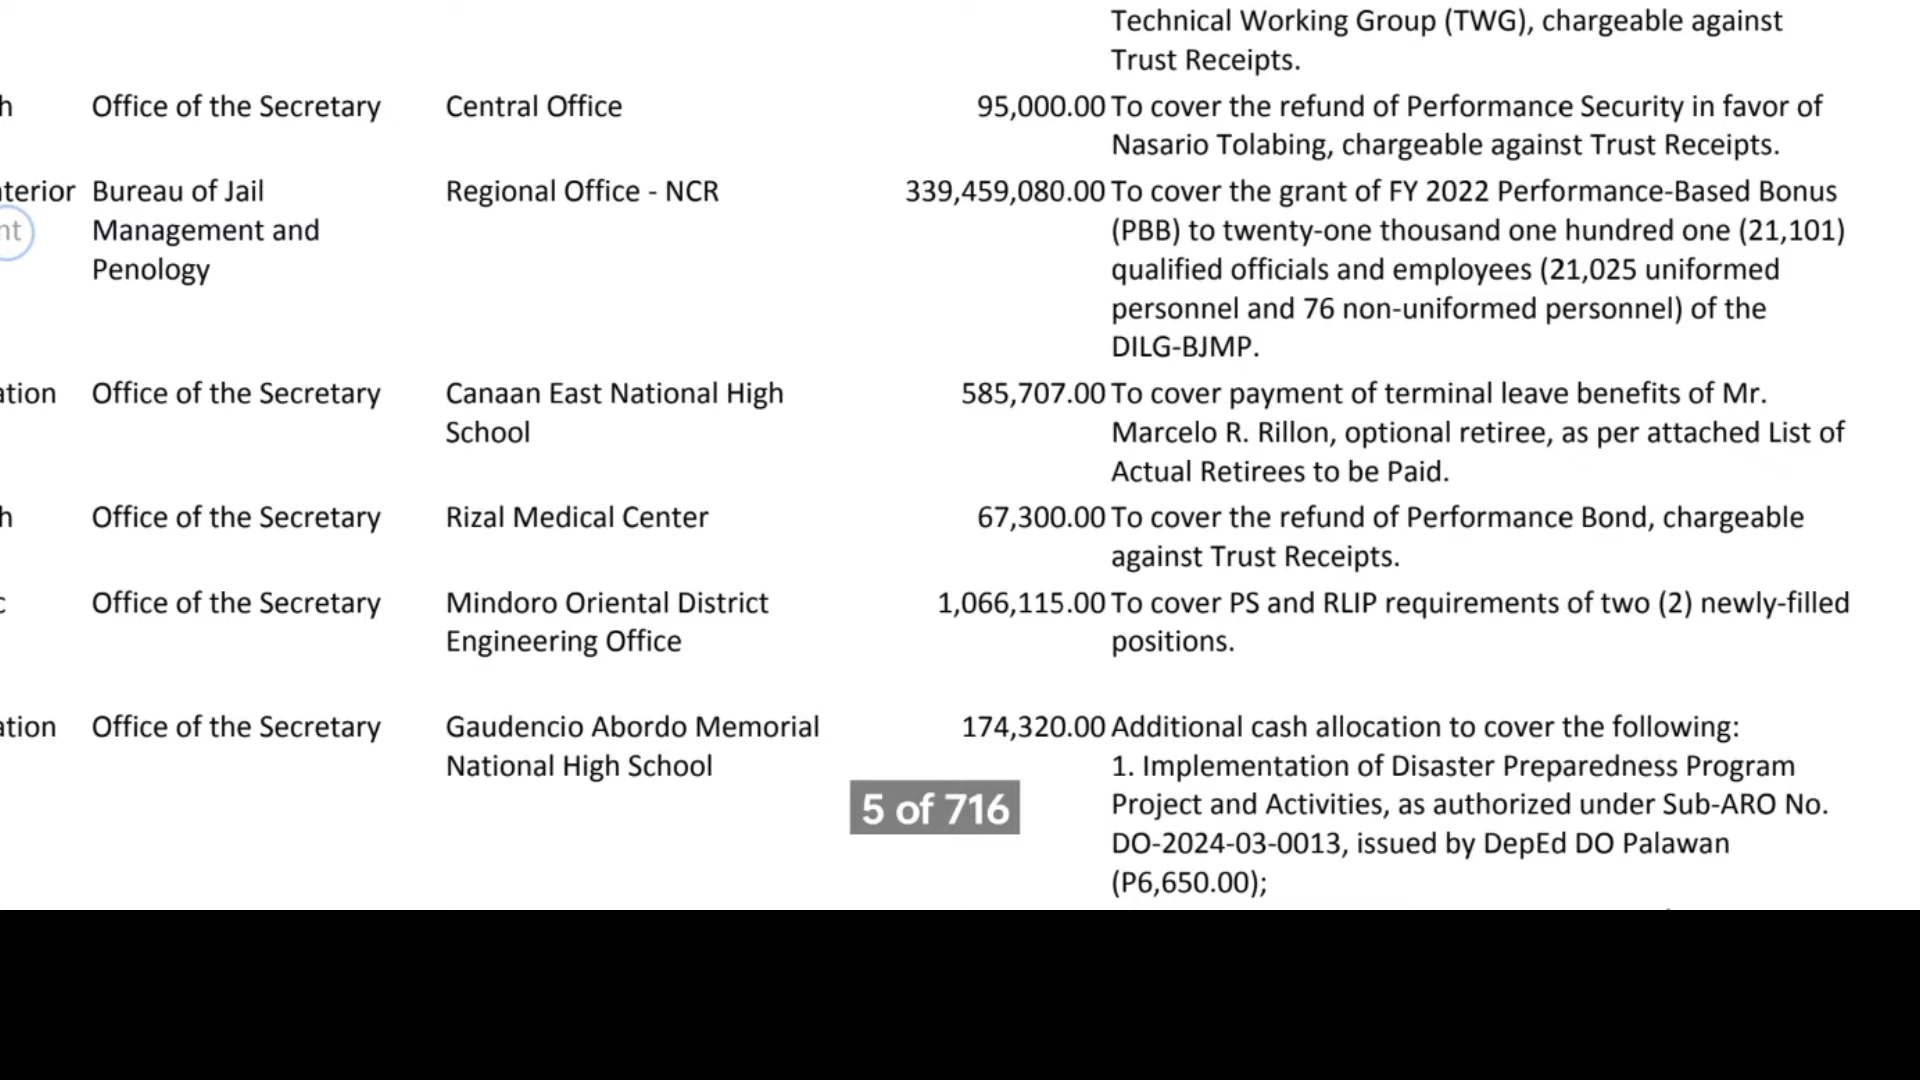 Technical Working Group (TWG), chargeable against
Trust Receipts.
h Office of the Secretary Central Office 95,000.00 To cover the refund of Performance Security in favor of
Nasario Tolabing, chargeable against Trust Receipts.
nterior Bureau of Jail Regional Office - NCR 339,459,080.00 To cover the grant of FY 2022 Performance-Based Bonus
nt Management and (PBB) to twenty-one thousand one hundred one (21,101)
Penology qualified officials and employees (21,025 uniformed
personnel and 76 non-uniformed personnel) of the
DILG-BJMP.
ation Office of the Secretary Canaan East National High 585,707.00 To cover payment of terminal leave benefits of Mr.
School Marcelo R. Rillon, optional retiree, as per attached List of
Actual Retirees to be Paid.
h Office of the Secretary Rizal Medical Center 67,300.00 To cover the refund of Performance Bond, chargeable
against Trust Receipts.
c Office of the Secretary Mindoro Oriental District 1,066,115.00 To cover PS and RLIP requirements of two (2) newly-filled
Engineering Office positions.
ation Office of the Secretary Gaudencio Abordo Memorial 174,320.00 Additional cash allocation to cover the following:
National High School 1. Implementation of Disaster Preparedness Program
5 of 716 Project and Activities, as authorized under Sub-ARO No.
DO-2024-03-0013, issued by DepEd DO Palawan
(P6,650.00);